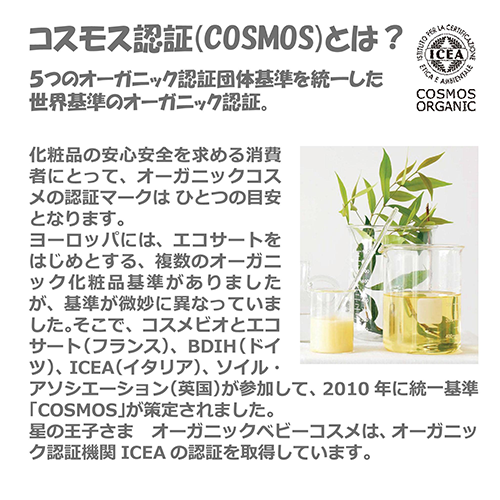 コスモス認証(COSMOS)とは？
5つのオーガニック認証団体基準を統一した
世界基準のオーガニック認証。
ISTITUTO PER LA CERTIFICAZIONE
ICEA
ETICA E AMBIENTALE
COSMOS
ORGANIC
化粧品の安心安全を求める消費
者にとって、オーガニックコス
メの認証マークは ひとつの目安
となります。
ヨーロッパには、エコサートを
はじめとする、複数のオーガニ
ック化粧品基準がありました
が、基準が微妙に異なっていま
した。そこで、コスメビオとエコ
サート（フランス）、BDIH（ドイ
ツ）、ICEA（イタリア）、ソイル・
アソシエーション（英国）が参加して、2010 年に統一基準
「COSMOS」が策定されました。
星の王子さま　オーガニックベビーコスメは、オーガニッ
ク認証機関 ICEA の認証を取得しています。